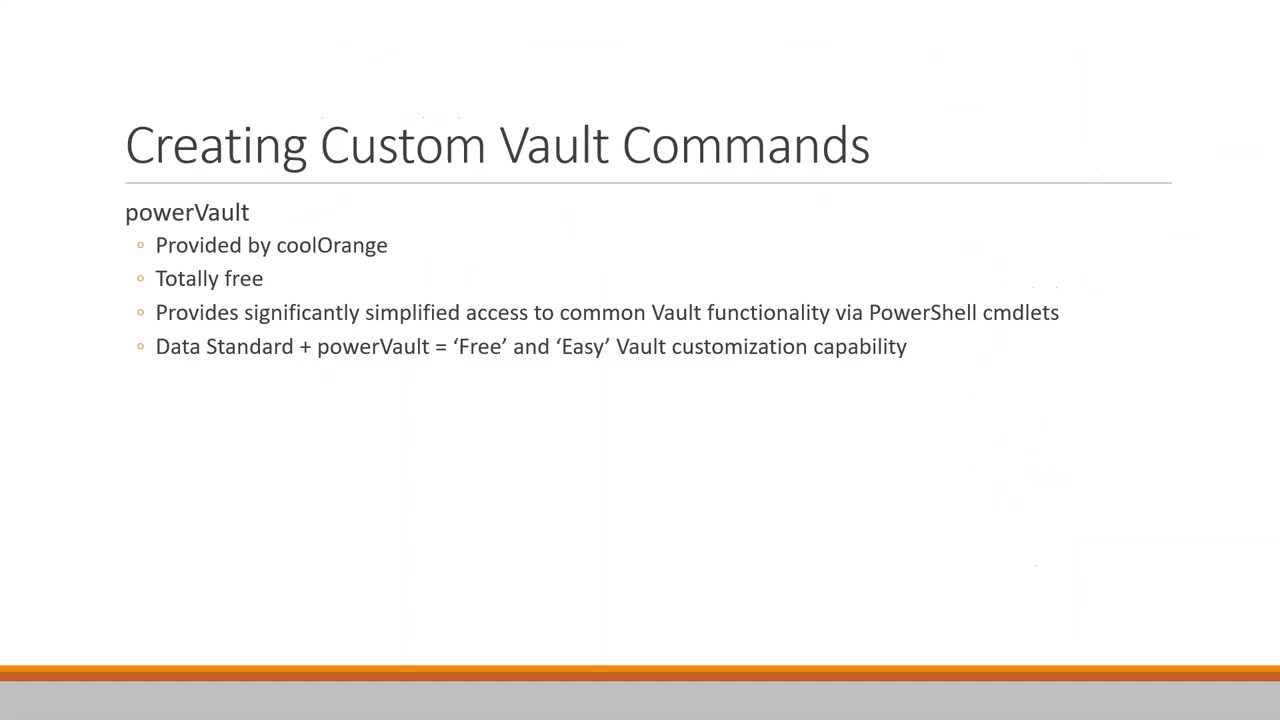 Creating Custom Vault Commands
powerVault
◦ Provided by coolOrange
◦ Totally free
◦ Provides significantly simplified access to common Vault functionality via PowerShell cmdlets
◦ Data Standard + powerVault = ‘Free’ and ‘Easy’ Vault customization capability